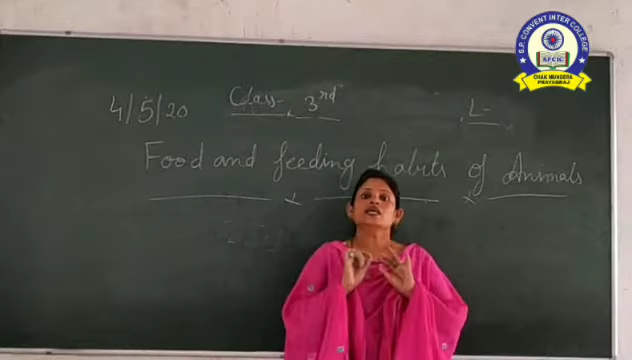 S.P. CONVENT INTER COLLEGE
SPCIC
CHAK MUNDERA
PRAYAGRAJ
4/5/20 Class- 3rd L-
Food and feeding habits of Animals